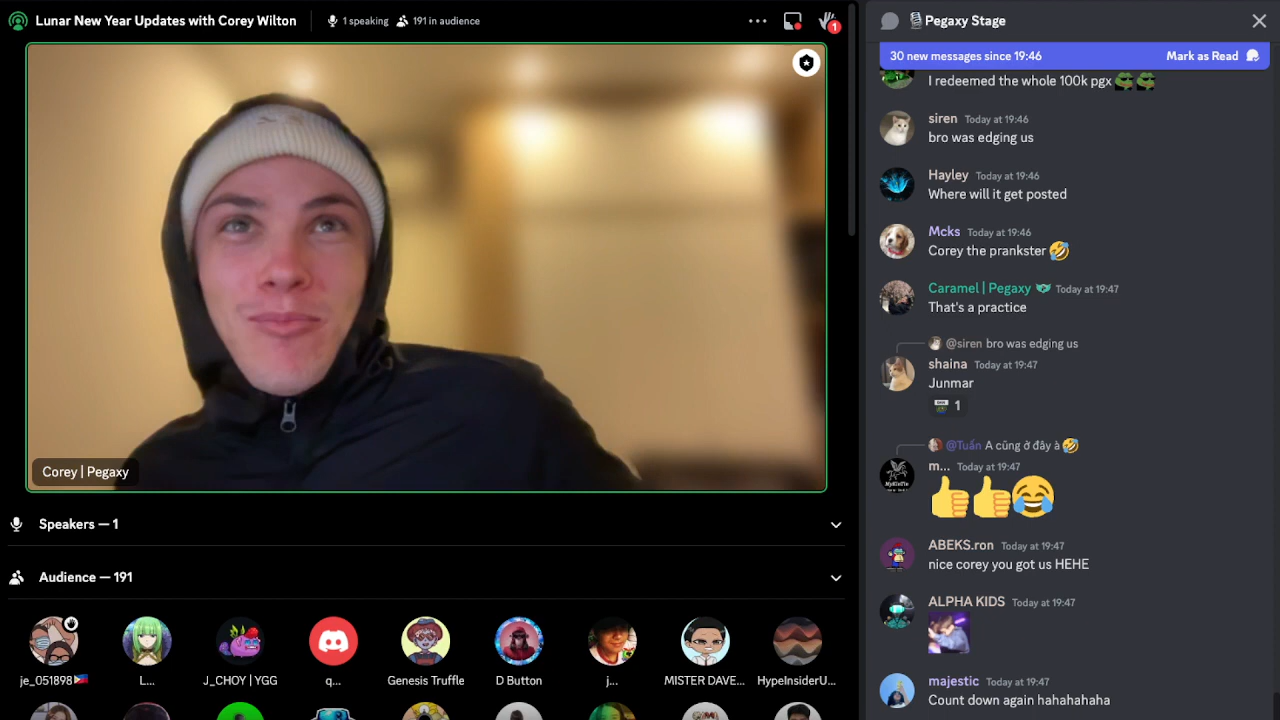 Lunar New Year Updates with Corey Wilton
1 speaking
191 in audience
1
Corey | Pegaxy
Speakers — 1
Audience — 191
je_051898🇵🇭
L...
J_CHOY | YGG
q...
Genesis Truffle
D Button
j...
MISTER DAVE...
HypeInsiderU...
Pegaxy Stage
30 new messages since 19:46
Mark as Read
I redeemed the whole 100k pgx
siren Today at 19:46
bro was edging us
Hayley Today at 19:46
Where will it get posted
Mcks Today at 19:46
Corey the prankster 🤣
Caramel | Pegaxy Today at 19:47
That's a practice
@siren bro was edging us
shaina Today at 19:47
Junmar
1
@Tuấn A cũng ở đây à 🤣
m... Today at 19:47
👍👍😂
ABEKS.ron Today at 19:47
nice corey you got us HEHE
ALPHA KIDS Today at 19:47
majestic Today at 19:47
Count down again hahahahaha